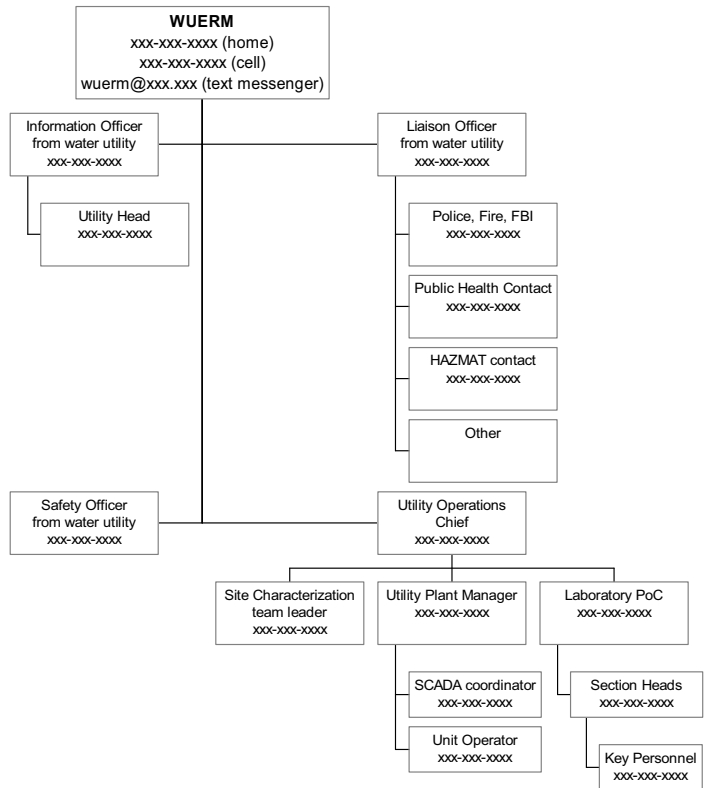 WUERM
xxx-xxx-xxxx (home)
xxx-xxx-xxxx (cell)
wuerm@xxx.xxx (text messenger)
Information Officer
from water utility
xxx-xxx-xxxx
Liaison Officer
from water utility
xxx-xxx-xxxx
Utility Head
xxx-xxx-xxxx
Police, Fire, FBI
xxx-xxx-xxxx
Public Health Contact
xxx-xxx-xxxx
HAZMAT contact
xxx-xxx-xxxx
Other
Safety Officer
from water utility
xxx-xxx-xxxx
Utility Operations
Chief
xxx-xxx-xxxx
Site Characterization
team leader
xxx-xxx-xxxx
Utility Plant Manager
xxx-xxx-xxxx
Laboratory PoC
xxx-xxx-xxxx
SCADA coordinator
xxx-xxx-xxxx
Unit Operator
xxx-xxx-xxxx
Section Heads
xxx-xxx-xxxx
Key Personnel
xxx-xxx-xxxx